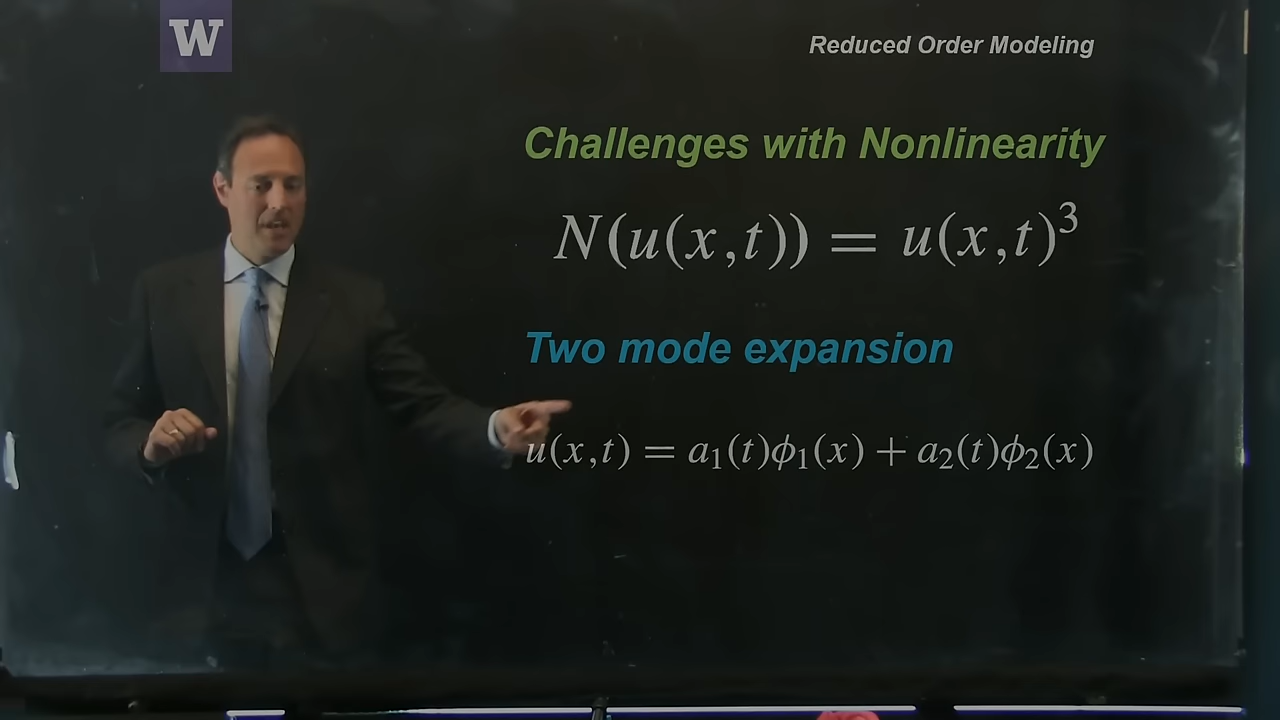 W
Reduced Order Modeling
Challenges with Nonlinearity
N(u(x,t)) = u(x,t)³
Two mode expansion
u(x,t) = a₁(t)ϕ₁(x) + a₂(t)ϕ₂(x)